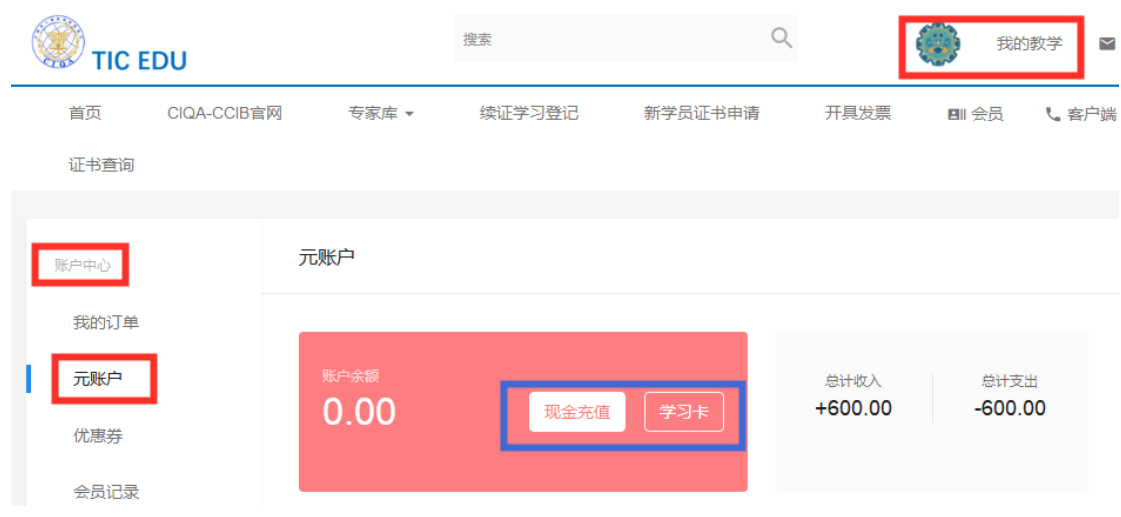 CIQA
TIC EDU
搜索
我的教学
首页
CIQA-CCIB官网
专家库
续证学习登记
新学员证书申请
开具发票
会员
客户端
证书查询
账户中心
我的订单
元账户
优惠券
会员记录
元账户
账户余额
0.00
现金充值
学习卡
总计收入
+600.00
总计支出
-600.00